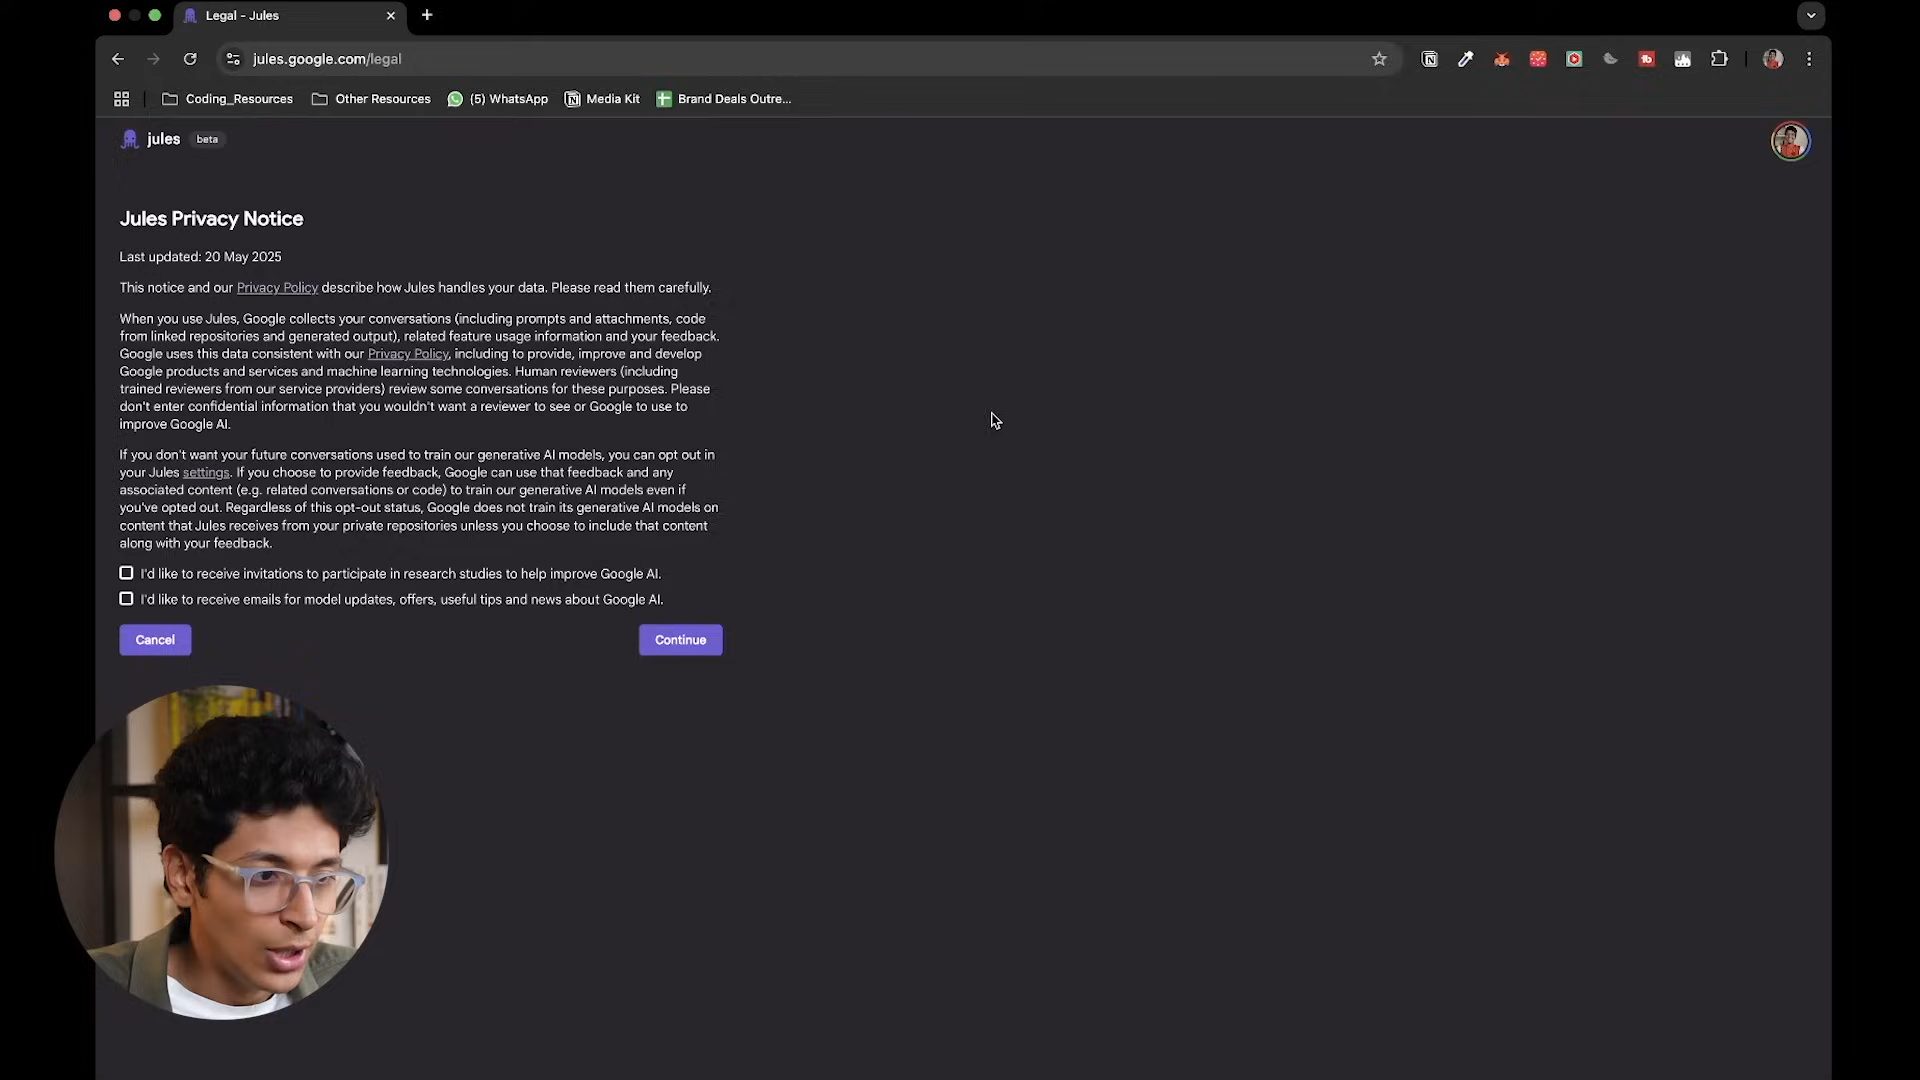 Legal - Jules
jules.google.com/legal
Coding_Resources
Other Resources
(5) WhatsApp
Media Kit
Brand Deals Outre...
jules beta
Jules Privacy Notice
Last updated: 20 May 2025
This notice and our Privacy Policy describe how Jules handles your data. Please read them carefully.
When you use Jules, Google collects your conversations (including prompts and attachments, code
from linked repositories and generated output), related feature usage information and your feedback.
Google uses this data consistent with our Privacy Policy, including to provide, improve and develop
Google products and services and machine learning technologies. Human reviewers (including
trained reviewers from our service providers) review some conversations for these purposes. Please
don't enter confidential information that you wouldn't want a reviewer to see or Google to use to
improve Google AI.
If you don't want your future conversations used to train our generative AI models, you can opt out in
your Jules settings. If you choose to provide feedback, Google can use that feedback and any
associated content (e.g. related conversations or code) to train our generative AI models even if
you've opted out. Regardless of this opt-out status, Google does not train its generative AI models on
content that Jules receives from your private repositories unless you choose to include that content
along with your feedback.
I'd like to receive invitations to participate in research studies to help improve Google AI.
I'd like to receive emails for model updates, offers, useful tips and news about Google AI.
Cancel
Continue